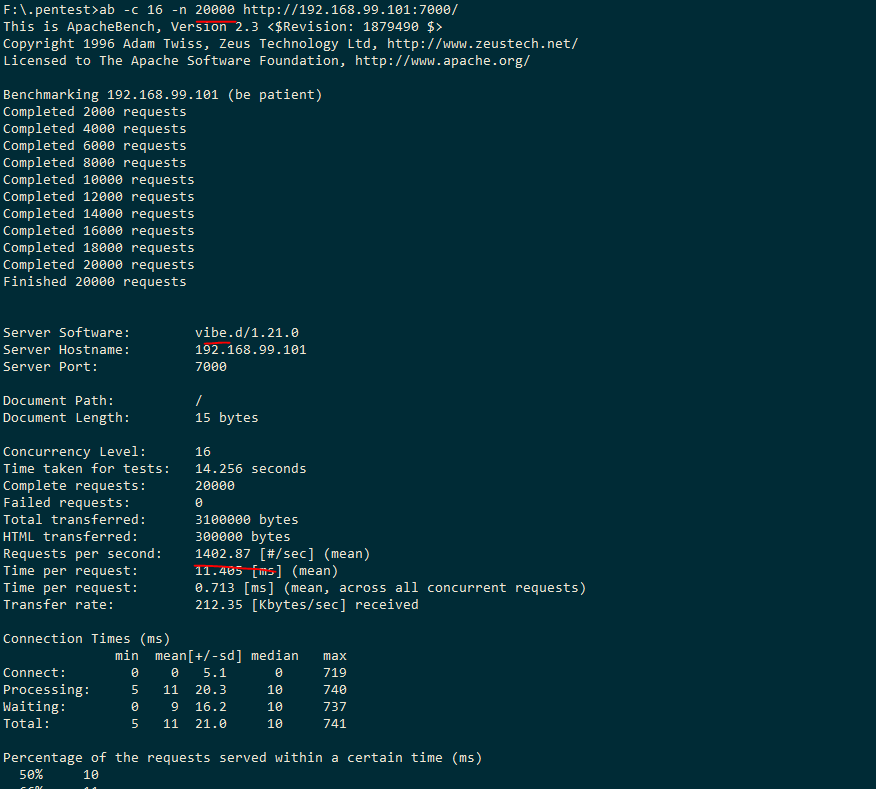 F:\.pentest>ab -c 16 -n 20000 http://192.168.99.101:7000/
This is ApacheBench, Version 2.3 <$Revision: 1879490 $>
Copyright 1996 Adam Twiss, Zeus Technology Ltd, http://www.zeustech.net/
Licensed to The Apache Software Foundation, http://www.apache.org/

Benchmarking 192.168.99.101 (be patient)
Completed 2000 requests
Completed 4000 requests
Completed 6000 requests
Completed 8000 requests
Completed 10000 requests
Completed 12000 requests
Completed 14000 requests
Completed 16000 requests
Completed 18000 requests
Completed 20000 requests
Finished 20000 requests

Server Software:        vibe.d/1.21.0
Server Hostname:        192.168.99.101
Server Port:            7000

Document Path:          /
Document Length:        15 bytes

Concurrency Level:      16
Time taken for tests:   14.256 seconds
Complete requests:      20000
Failed requests:        0
Total transferred:      3100000 bytes
HTML transferred:       300000 bytes
Requests per second:    1402.87 [#/sec] (mean)
Time per request:       11.405 [ms] (mean)
Time per request:       0.713 [ms] (mean, across all concurrent requests)
Transfer rate:          212.35 [Kbytes/sec] received

Connection Times (ms)
              min  mean[+/-sd] median   max
Connect:        0    0   5.1      0     719
Processing:     5   11  20.3     10     740
Waiting:        0    9  16.2     10     737
Total:          5   11  21.0     10     741

Percentage of the requests served within a certain time (ms)
  50%     10